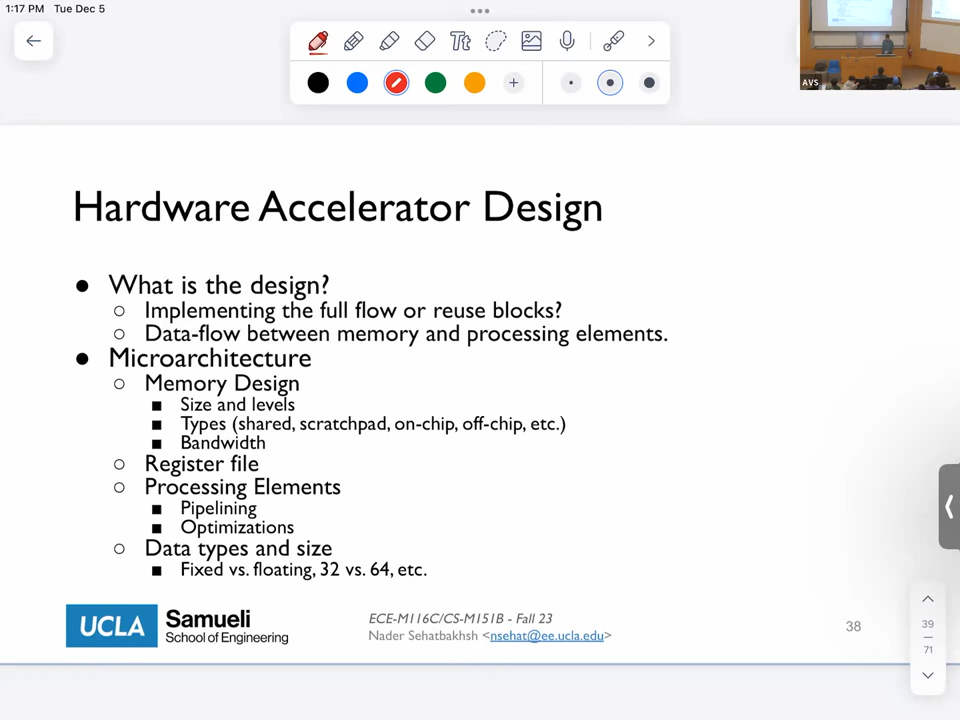 1:17 PM Tue Dec 5
Tt
AVS
Hardware Accelerator Design
● What is the design?
○ Implementing the full flow or reuse blocks?
○ Data-flow between memory and processing elements.
● Microarchitecture
○ Memory Design
■ Size and levels
■ Types (shared, scratchpad, on-chip, off-chip, etc.)
■ Bandwidth
○ Register file
○ Processing Elements
■ Pipelining
■ Optimizations
○ Data types and size
■ Fixed vs. floating, 32 vs. 64, etc.
UCLA Samueli
School of Engineering
ECE-M116C/CS-M151B - Fall 23
Nader Sehatbakhsh <nsehat@ee.ucla.edu>
38
39
71